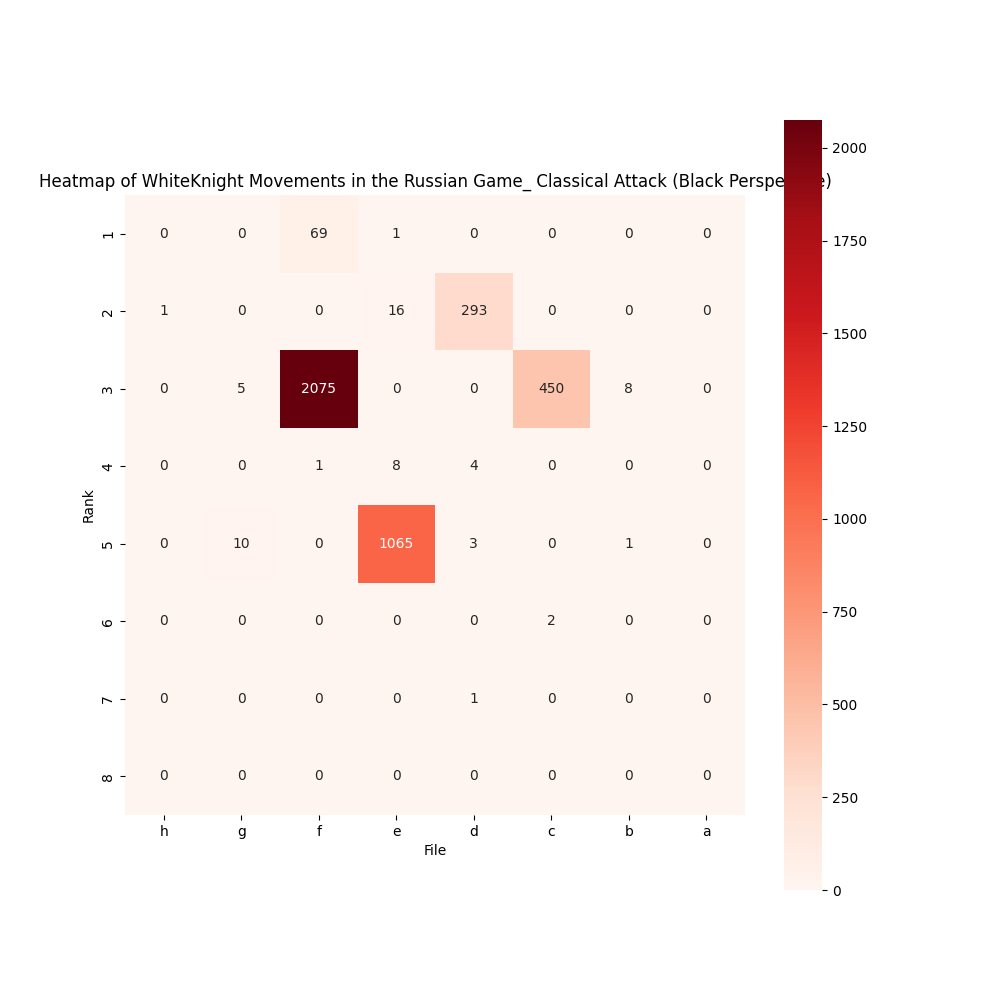 Heatmap of WhiteKnight Movements in the Russian Game_ Classical Attack (Black Perspe e)
2000
1 0 0 69 1 0 0 0 0
1750
2 1 0 0 16 293 0 0 0
1500
3 0 5 2075 0 0 450 8 0
1250
4 0 0 1 8 4 0 0 0
Rank
1000
5 0 10 0 1065 3 0 1 0
750
6 0 0 0 0 0 2 0 0
500
7 0 0 0 0 1 0 0 0
250
8 0 0 0 0 0 0 0 0
h g f e d c b a
File
0